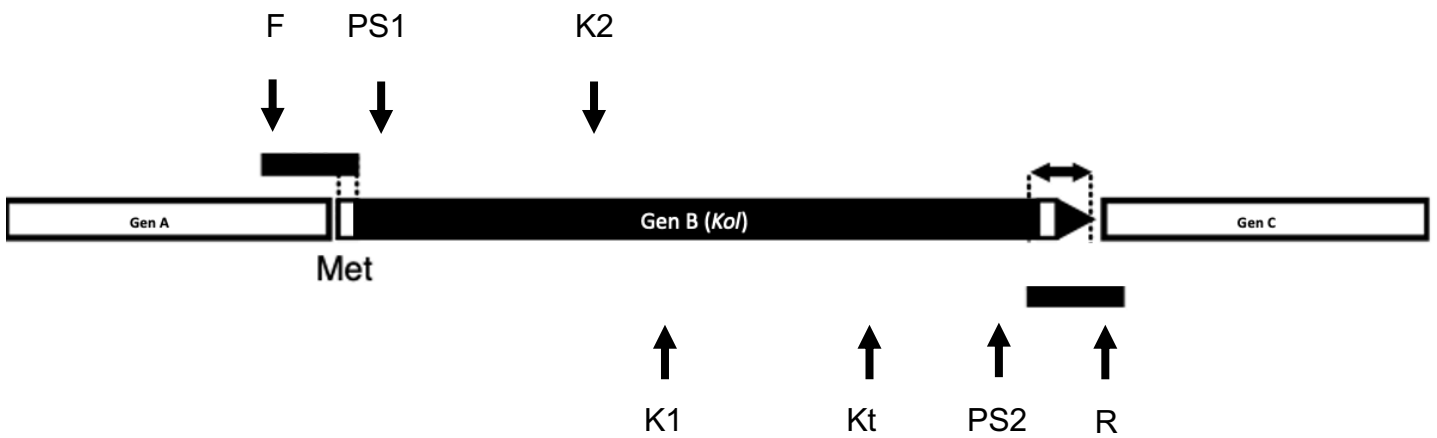 F PS1 K2
Gen A Gen B (Kol) Gen C
Met
K1 Kt PS2 R